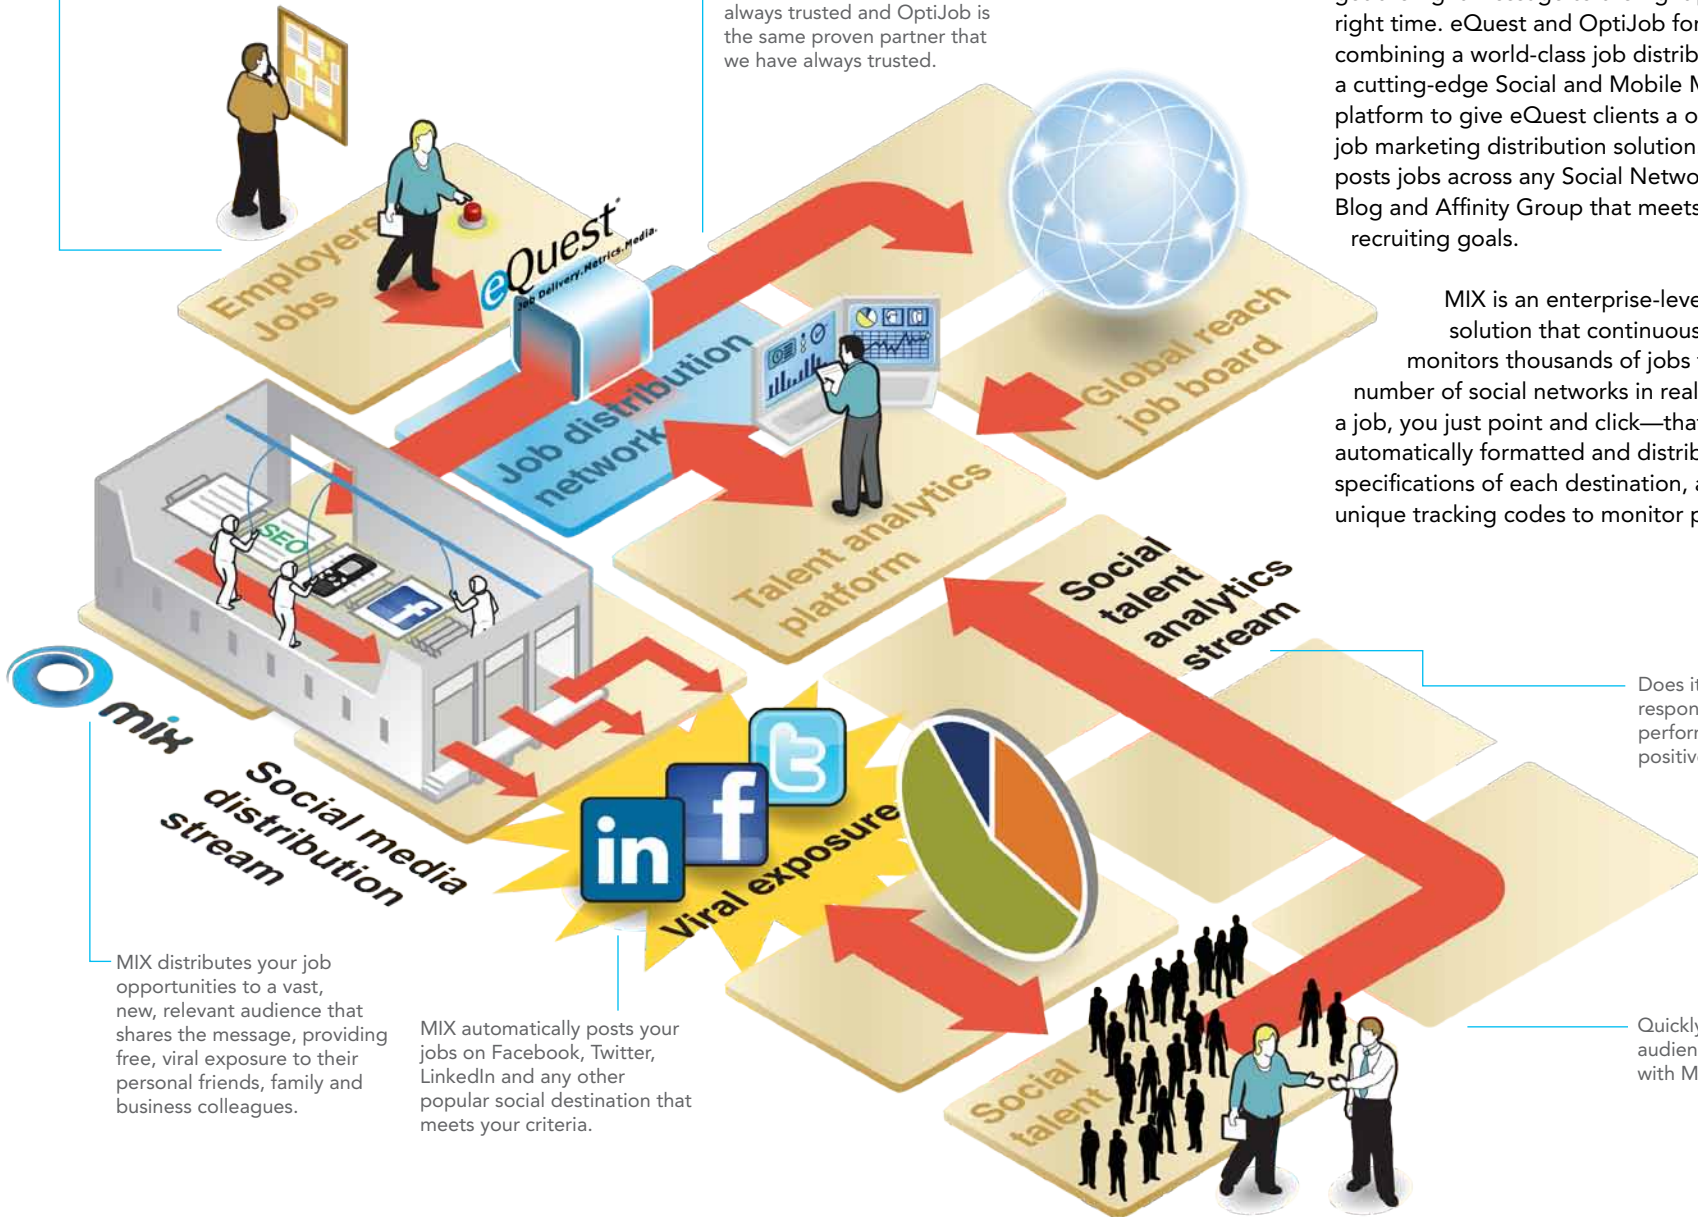 always trusted and OptiJob is
the same proven partner that
we have always trusted.
right time. eQuest and OptiJob for
combining a world-class job distrib
a cutting-edge Social and Mobile M
platform to give eQuest clients a o
job marketing distribution solution
posts jobs across any Social Netwo
Blog and Affinity Group that meets
recruiting goals.
MIX is an enterprise-leve
solution that continuous
monitors thousands of jobs
number of social networks in real
a job, you just point and click—tha
automatically formatted and distrib
specifications of each destination, a
unique tracking codes to monitor p
Employers
Jobs
eQuest
Job Delivery.Metrics.Media.
Job distribution
network
Global reach
job board
Talent analytics
platform
SEO
f
mix
Social media
distribution
stream
Social
talent
analytics
stream
in
f
t
Viral exposure
Social
talent
Does it
respon
perform
positive
MIX distributes your job
opportunities to a vast,
new, relevant audience that
shares the message, providing
free, viral exposure to their
personal friends, family and
business colleagues.
MIX automatically posts your
jobs on Facebook, Twitter,
LinkedIn and any other
popular social destination that
meets your criteria.
Quickly
audien
with M